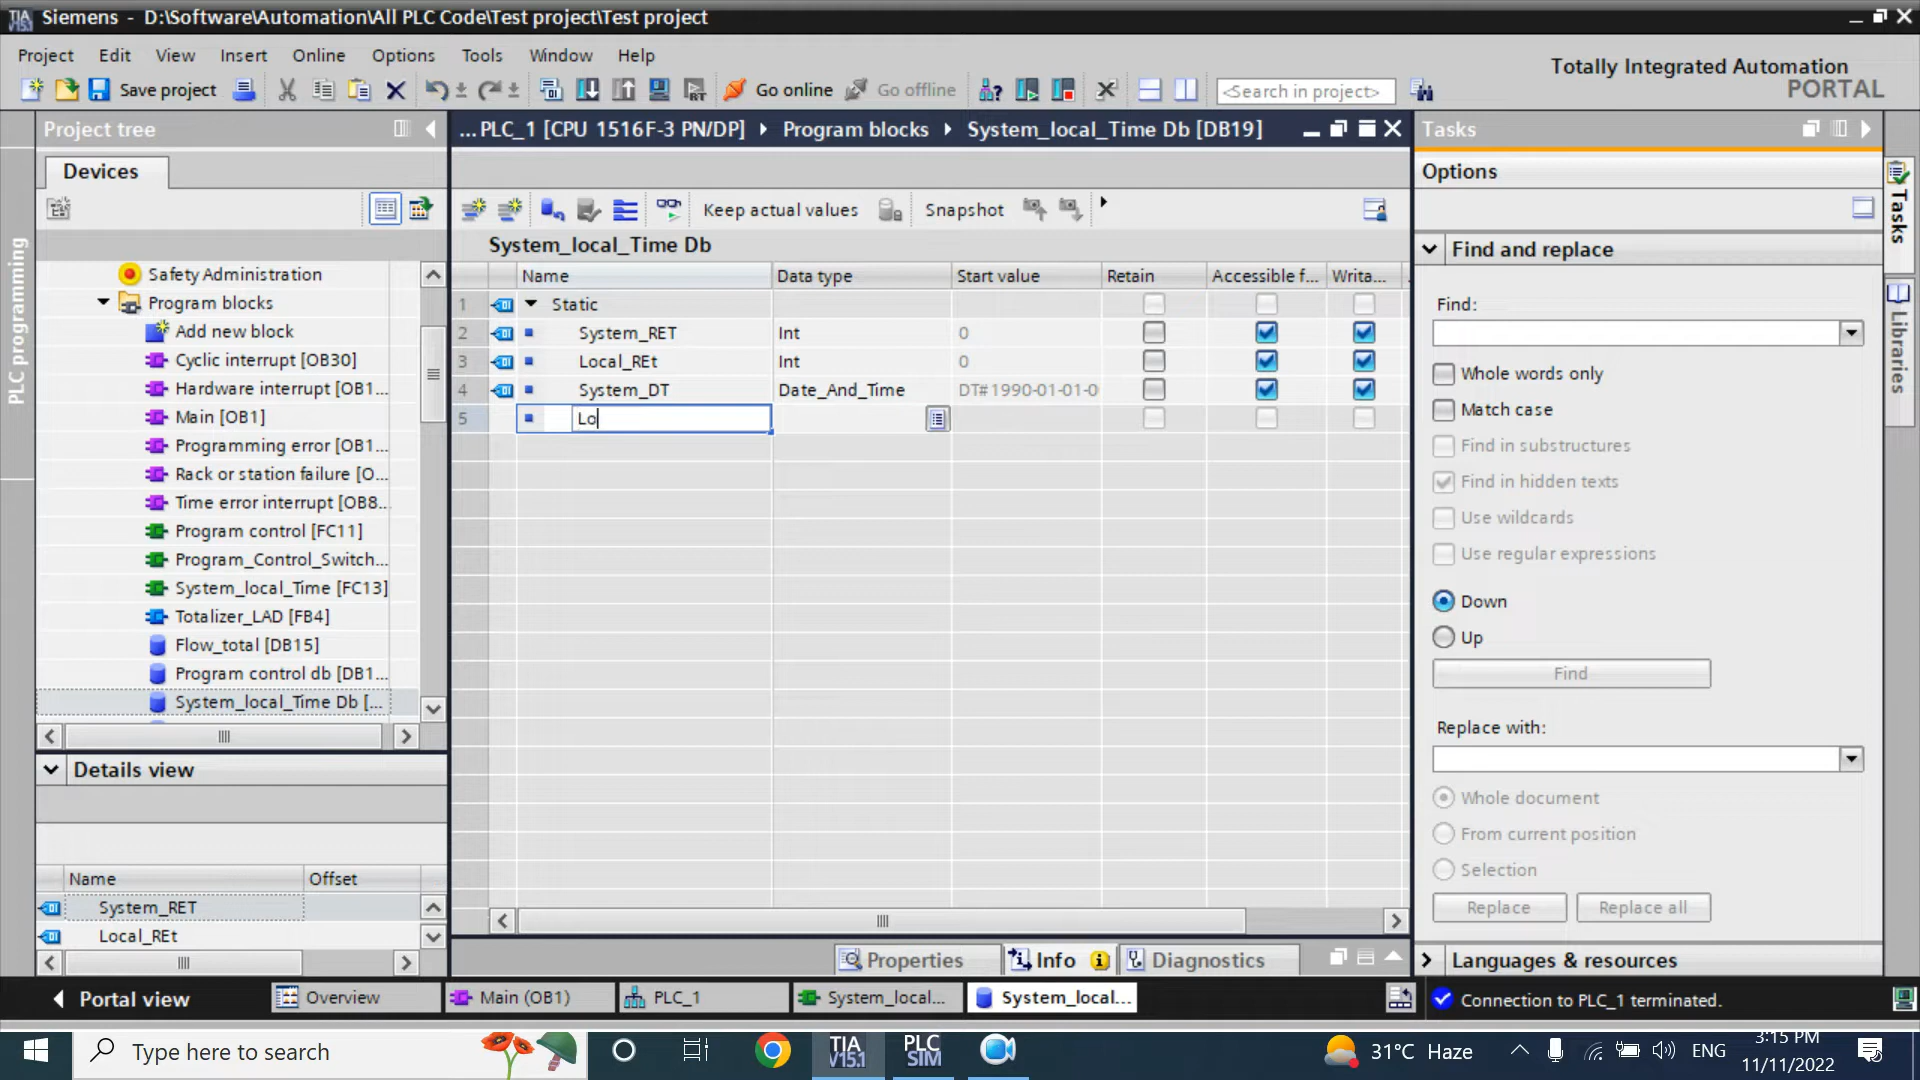 TIA V15.1 Siemens - D:\Software\Automation\All PLC Code\Test project\Test project
Project Edit View Insert Online Options Tools Window Help
Totally Integrated Automation
PORTAL
Save project Go online Go offline <Search in project>
Project tree
... PLC_1 [CPU 1516F-3 PN/DP] Program blocks System_local_Time Db [DB19]
Tasks
Devices
Options
Keep actual values Snapshot
System_local_Time Db
Find and replace
Name Data type Start value Retain Accessible f... Writa...
1 Static
2 System_RET Int 0
3 Local_REt Int 0
4 System_DT Date_And_Time DT#1990-01-01-0
5 Lo
Safety Administration
Program blocks
Add new block
Cyclic interrupt [OB30]
Hardware interrupt [OB1...
Main [OB1]
Programming error [OB1...
Rack or station failure [O...
Time error interrupt [OB8...
Program control [FC11]
Program_Control_Switch...
System_local_Time [FC13]
Totalizer_LAD [FB4]
Flow_total [DB15]
Program control db [DB1...
System_local_Time Db [...
Find:
Whole words only
Match case
Find in substructures
Find in hidden texts
Use wildcards
Use regular expressions
Down
Up
Find
Replace with:
Whole document
From current position
Selection
Replace Replace all
Languages & resources
PLC programming
Tasks
Libraries
Details view
Name Offset
System_RET
Local_REt
Properties Info Diagnostics
Portal view Overview Main (OB1) PLC_1 System_local... System_local...
Connection to PLC_1 terminated.
Type here to search
TIA V15.1
PLC SIM
31°C Haze
ENG
3:15 PM
11/11/2022